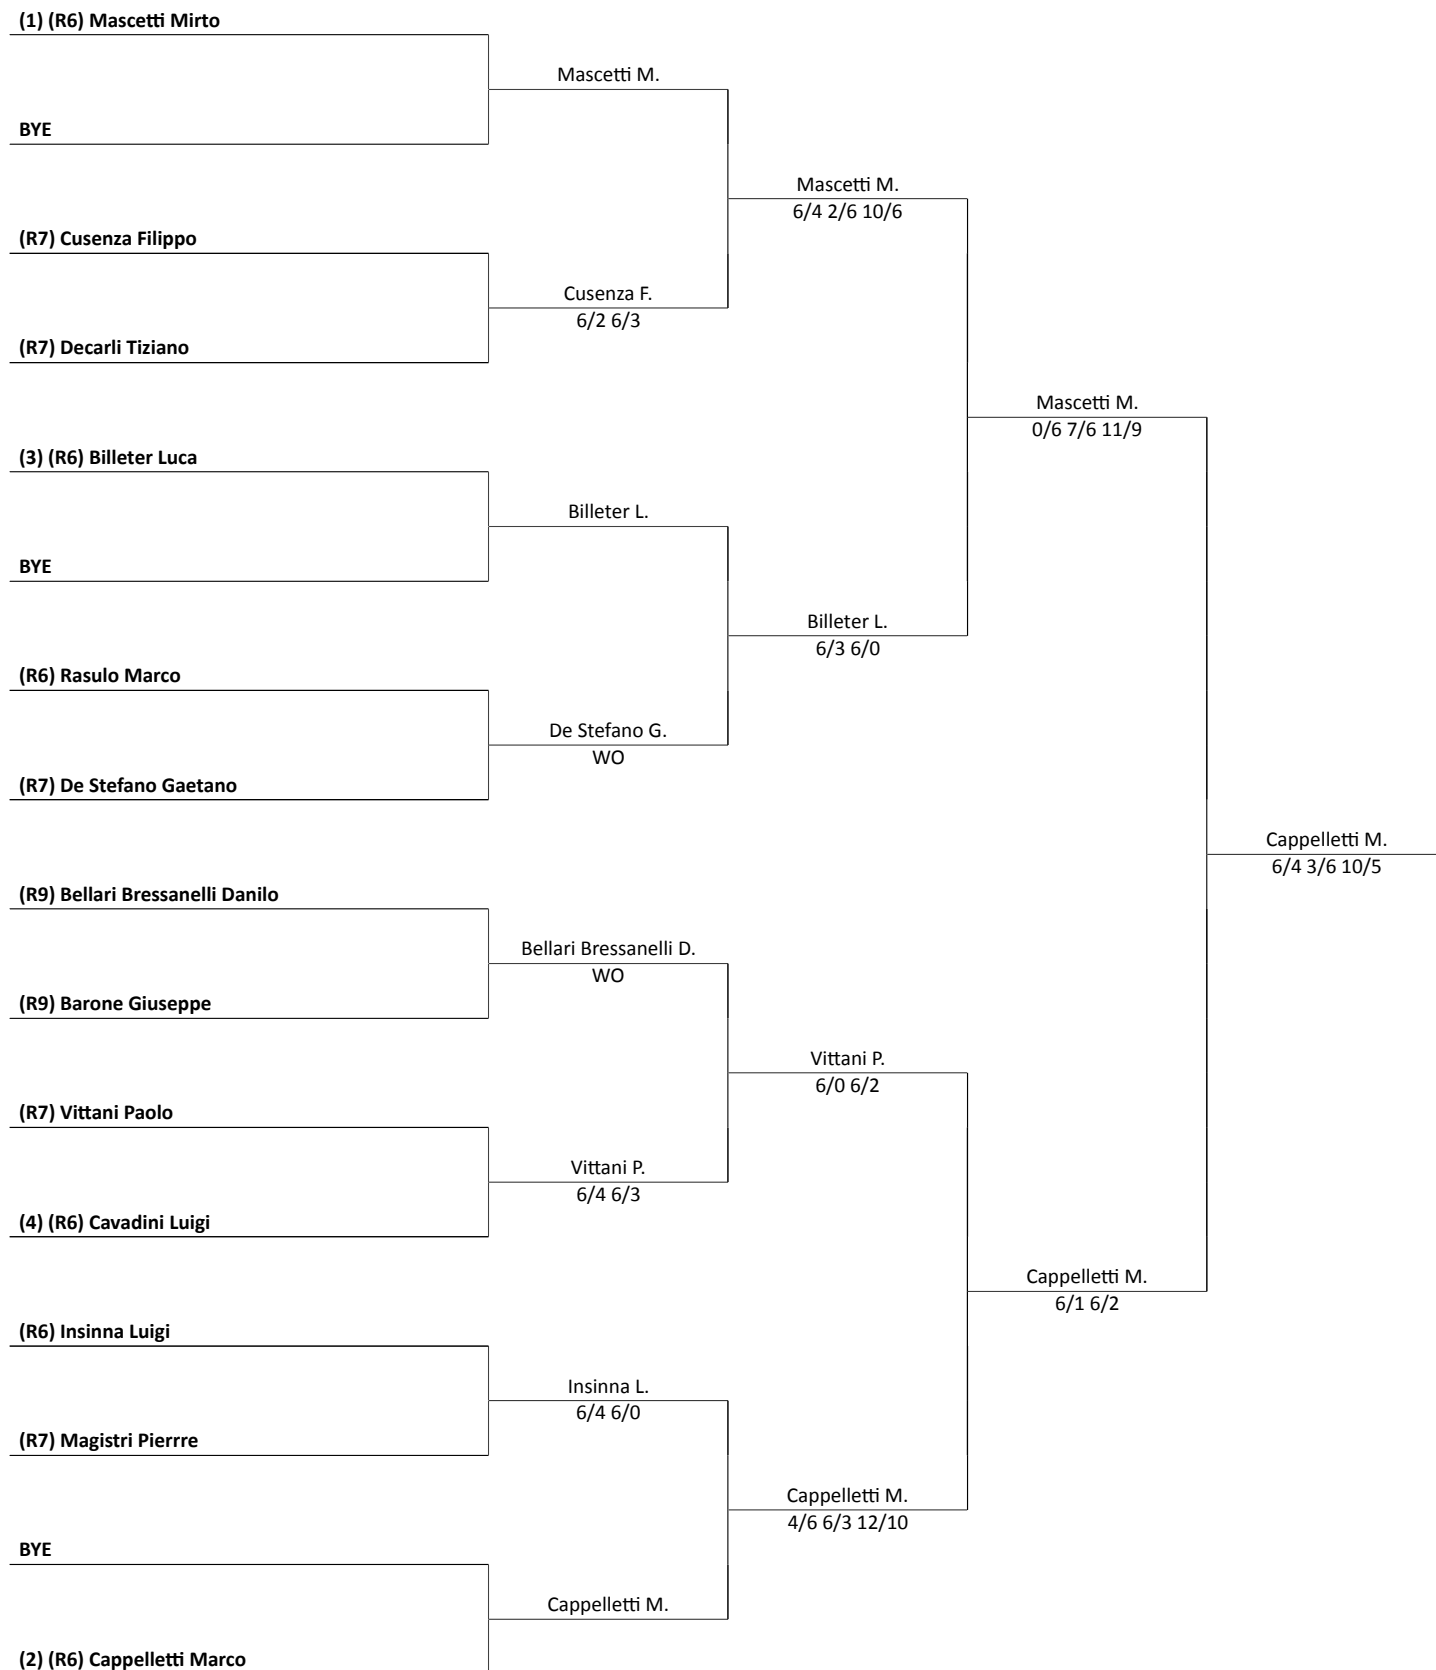 (1) (R6) Mascetti Mirto
Mascetti M.
BYE
Mascetti M.
6/4 2/6 10/6
(R7) Cusenza Filippo
Cusenza F.
6/2 6/3
(R7) Decarli Tiziano
Mascetti M.
0/6 7/6 11/9
(3) (R6) Billeter Luca
Billeter L.
BYE
Billeter L.
6/3 6/0
(R6) Rasulo Marco
De Stefano G.
WO
(R7) De Stefano Gaetano
Cappelletti M.
6/4 3/6 10/5
(R9) Bellari Bressanelli Danilo
Bellari Bressanelli D.
WO
(R9) Barone Giuseppe
Vittani P.
6/0 6/2
(R7) Vittani Paolo
Vittani P.
6/4 6/3
(4) (R6) Cavadini Luigi
Cappelletti M.
6/1 6/2
(R6) Insinna Luigi
Insinna L.
6/4 6/0
(R7) Magistri Pierrre
Cappelletti M.
4/6 6/3 12/10
BYE
Cappelletti M.
(2) (R6) Cappelletti Marco